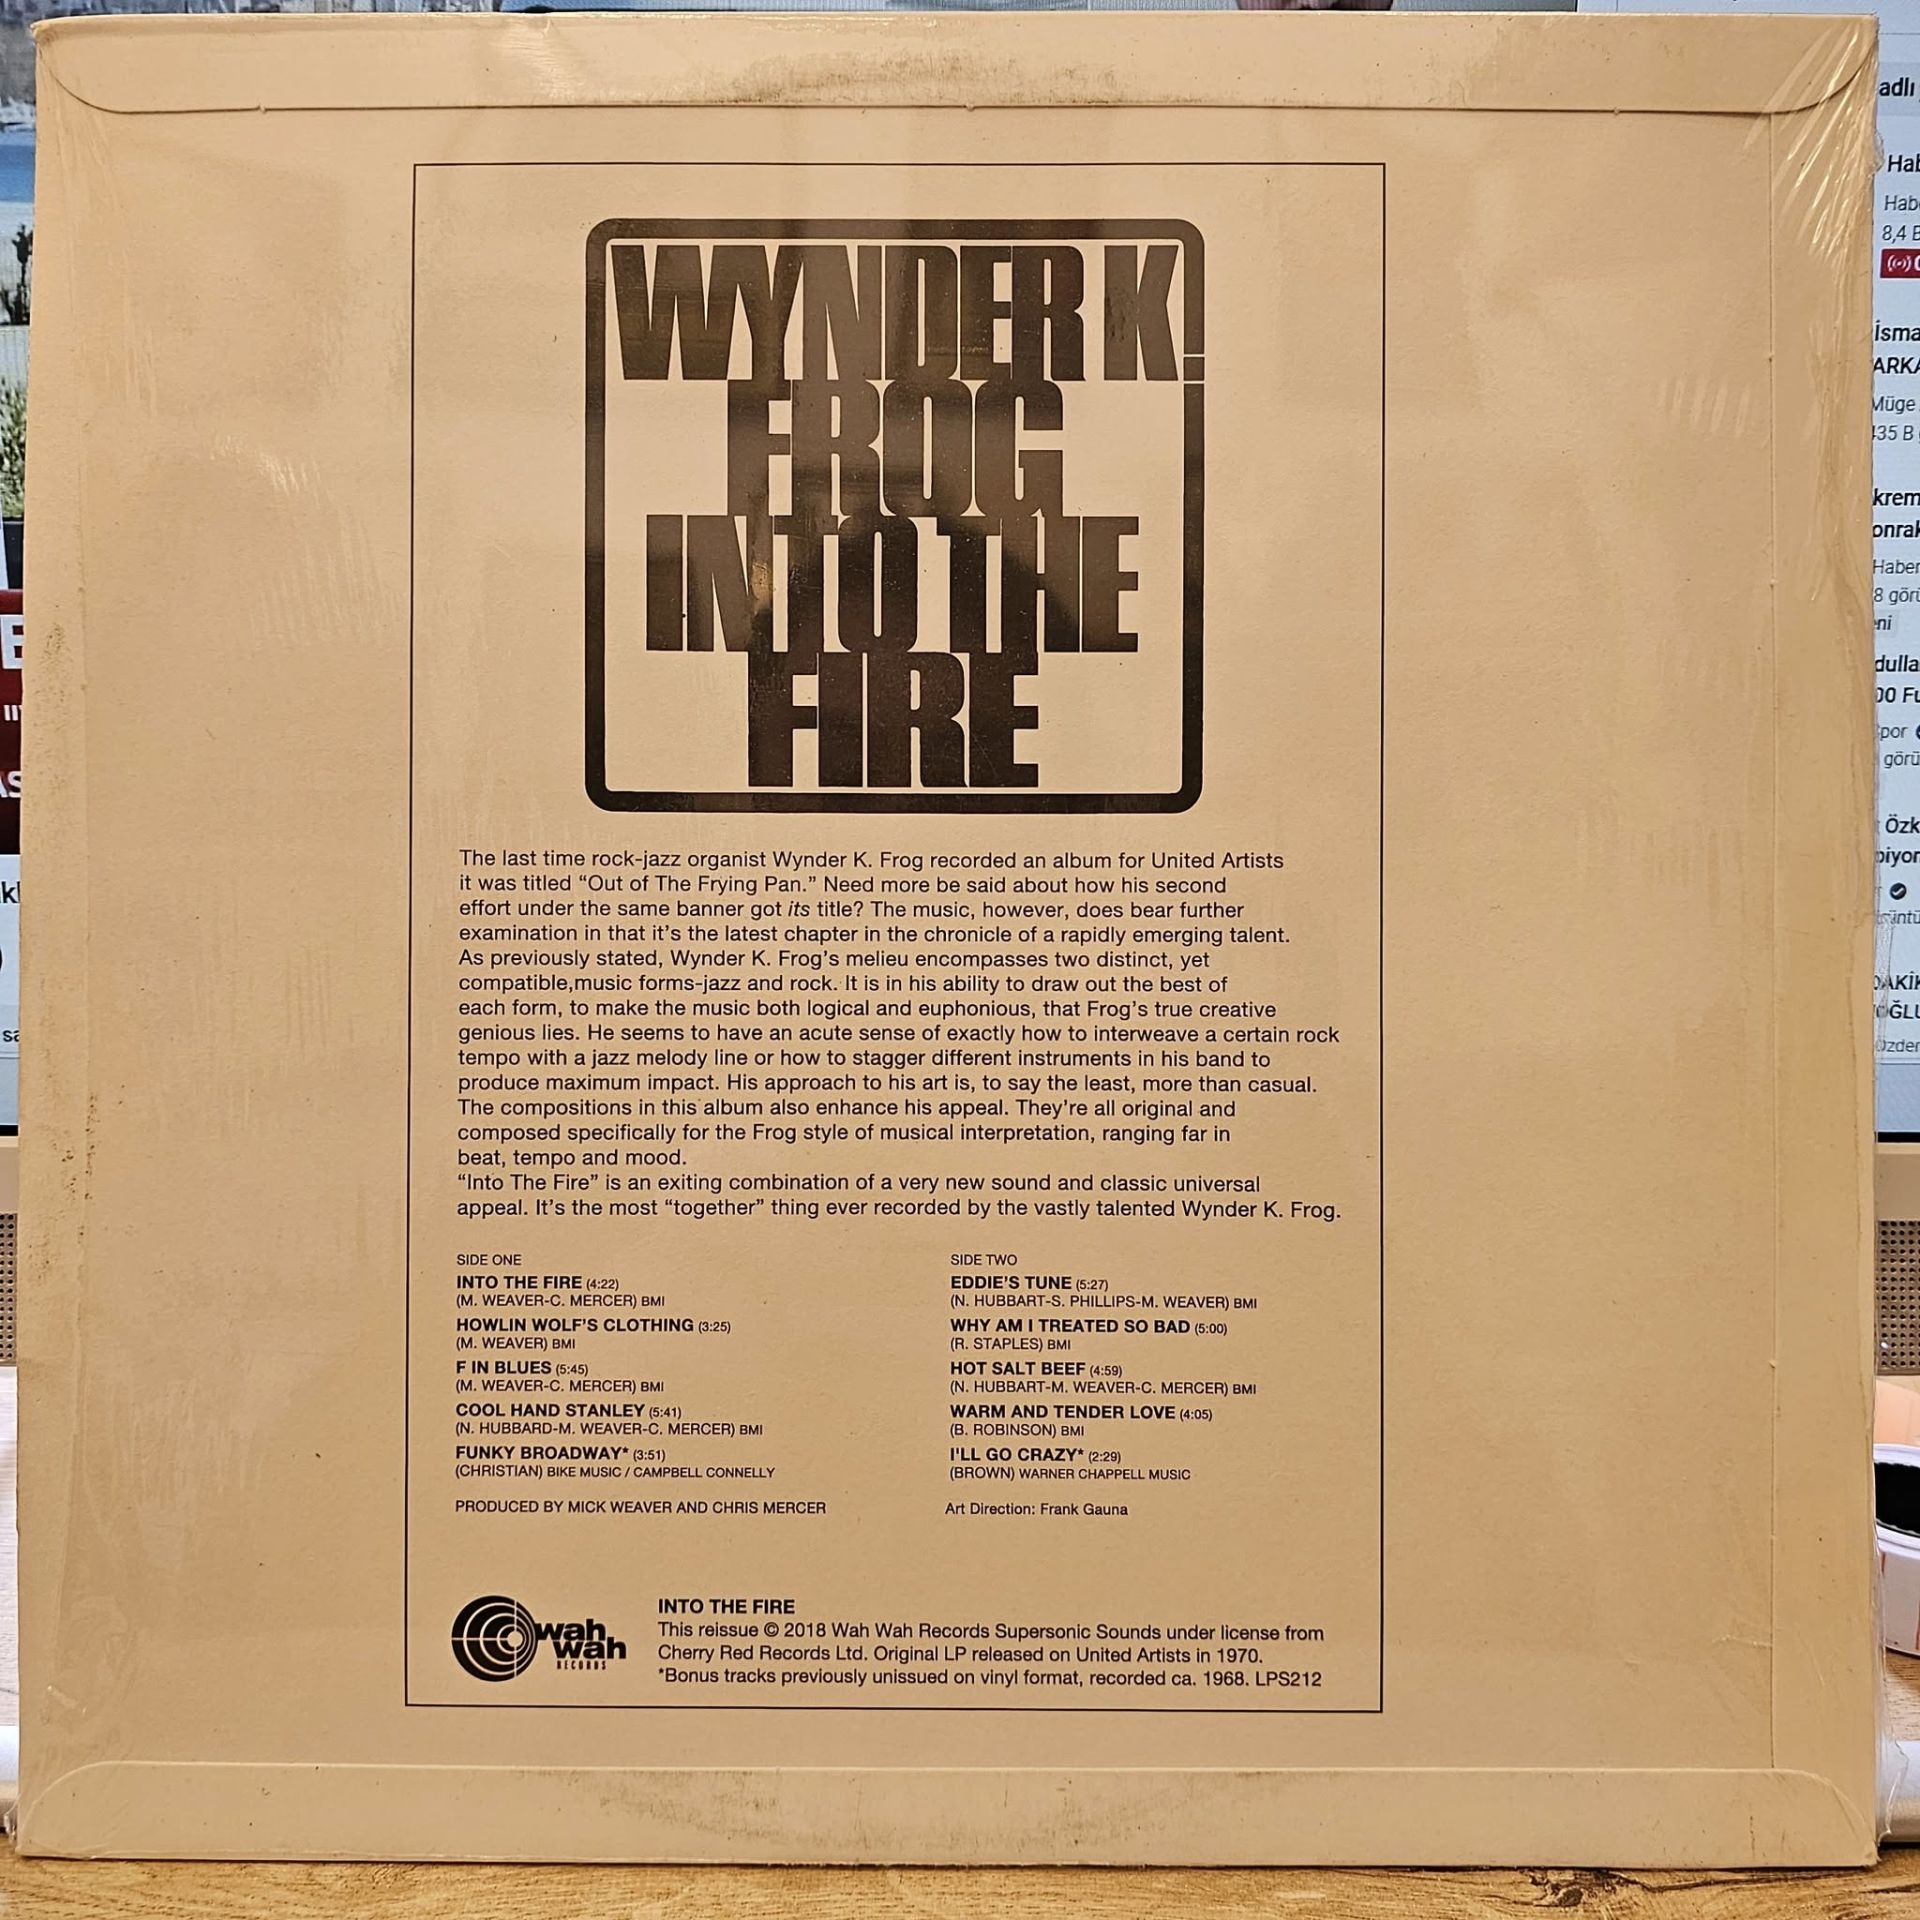 WYNDER K.
FROG
INTO THE
FIRE
The last time rock-jazz organist Wynder K. Frog recorded an album for United Artists
it was titled “Out of The Frying Pan.” Need more be said about how his second
effort under the same banner got its title? The music, however, does bear further
examination in that it’s the latest chapter in the chronicle of a rapidly emerging talent.
As previously stated, Wynder K. Frog’s melieu encompasses two distinct, yet
compatible,music forms-jazz and rock. It is in his ability to draw out the best of
each form, to make the music both logical and euphonious, that Frog’s true creative
genious lies. He seems to have an acute sense of exactly how to interweave a certain rock
tempo with a jazz melody line or how to stagger different instruments in his band to
produce maximum impact. His approach to his art is, to say the least, more than casual.
The compositions in this album also enhance his appeal. They’re all original and
composed specifically for the Frog style of musical interpretation, ranging far in
beat, tempo and mood.
“Into The Fire” is an exiting combination of a very new sound and classic universal
appeal. It’s the most “together” thing ever recorded by the vastly talented Wynder K. Frog.
SIDE ONE
INTO THE FIRE (4:22)
(M. WEAVER-C. MERCER) BMI
HOWLIN WOLF’S CLOTHING (3:25)
(M. WEAVER) BMI
F IN BLUES (5:45)
(M. WEAVER-C. MERCER) BMI
COOL HAND STANLEY (5:41)
(N. HUBBARD-M. WEAVER-C. MERCER) BMI
FUNKY BROADWAY* (3:51)
(CHRISTIAN) BIKE MUSIC / CAMPBELL CONNELLY
PRODUCED BY MICK WEAVER AND CHRIS MERCER
SIDE TWO
EDDIE’S TUNE (5:27)
(N. HUBBART-S. PHILLIPS-M. WEAVER) BMI
WHY AM I TREATED SO BAD (5:00)
(R. STAPLES) BMI
HOT SALT BEEF (4:59)
(N. HUBBART-M. WEAVER-C. MERCER) BMI
WARM AND TENDER LOVE (4:05)
(B. ROBINSON) BMI
I'LL GO CRAZY* (2:29)
(BROWN) WARNER CHAPPELL MUSIC
Art Direction: Frank Gauna
wah
wah
RECORDS
INTO THE FIRE
This reissue © 2018 Wah Wah Records Supersonic Sounds under license from
Cherry Red Records Ltd. Original LP released on United Artists in 1970.
*Bonus tracks previously unissued on vinyl format, recorded ca. 1968. LPS212
adlı
8,4 B
Müge